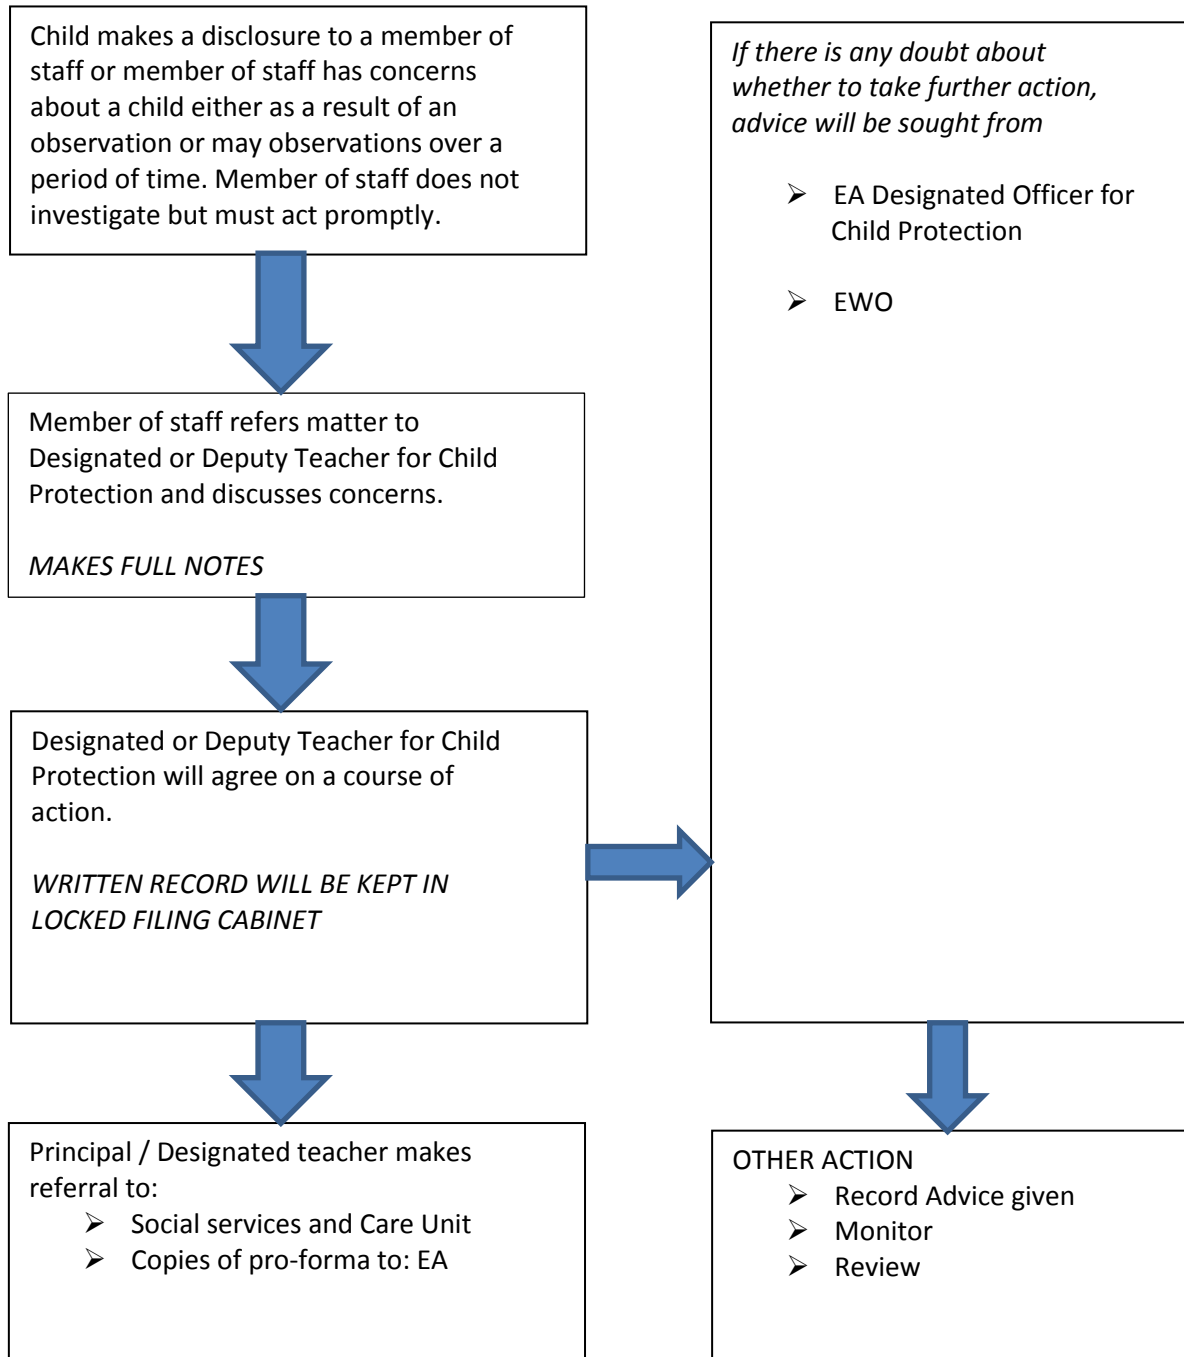 Child makes a disclosure to a member of
staff or member of staff has concerns
about a child either as a result of an
observation or may observations over a
period of time. Member of staff does not
investigate but must act promptly.
Member of staff refers matter to
Designated or Deputy Teacher for Child
Protection and discusses concerns.
MAKES FULL NOTES
Designated or Deputy Teacher for Child
Protection will agree on a course of
action.
WRITTEN RECORD WILL BE KEPT IN
LOCKED FILING CABINET
Principal / Designated teacher makes
referral to:
➢ Social services and Care Unit
➢ Copies of pro-forma to: EA
If there is any doubt about
whether to take further action,
advice will be sought from
➢ EA Designated Officer for
Child Protection
➢ EWO
OTHER ACTION
➢ Record Advice given
➢ Monitor
➢ Review